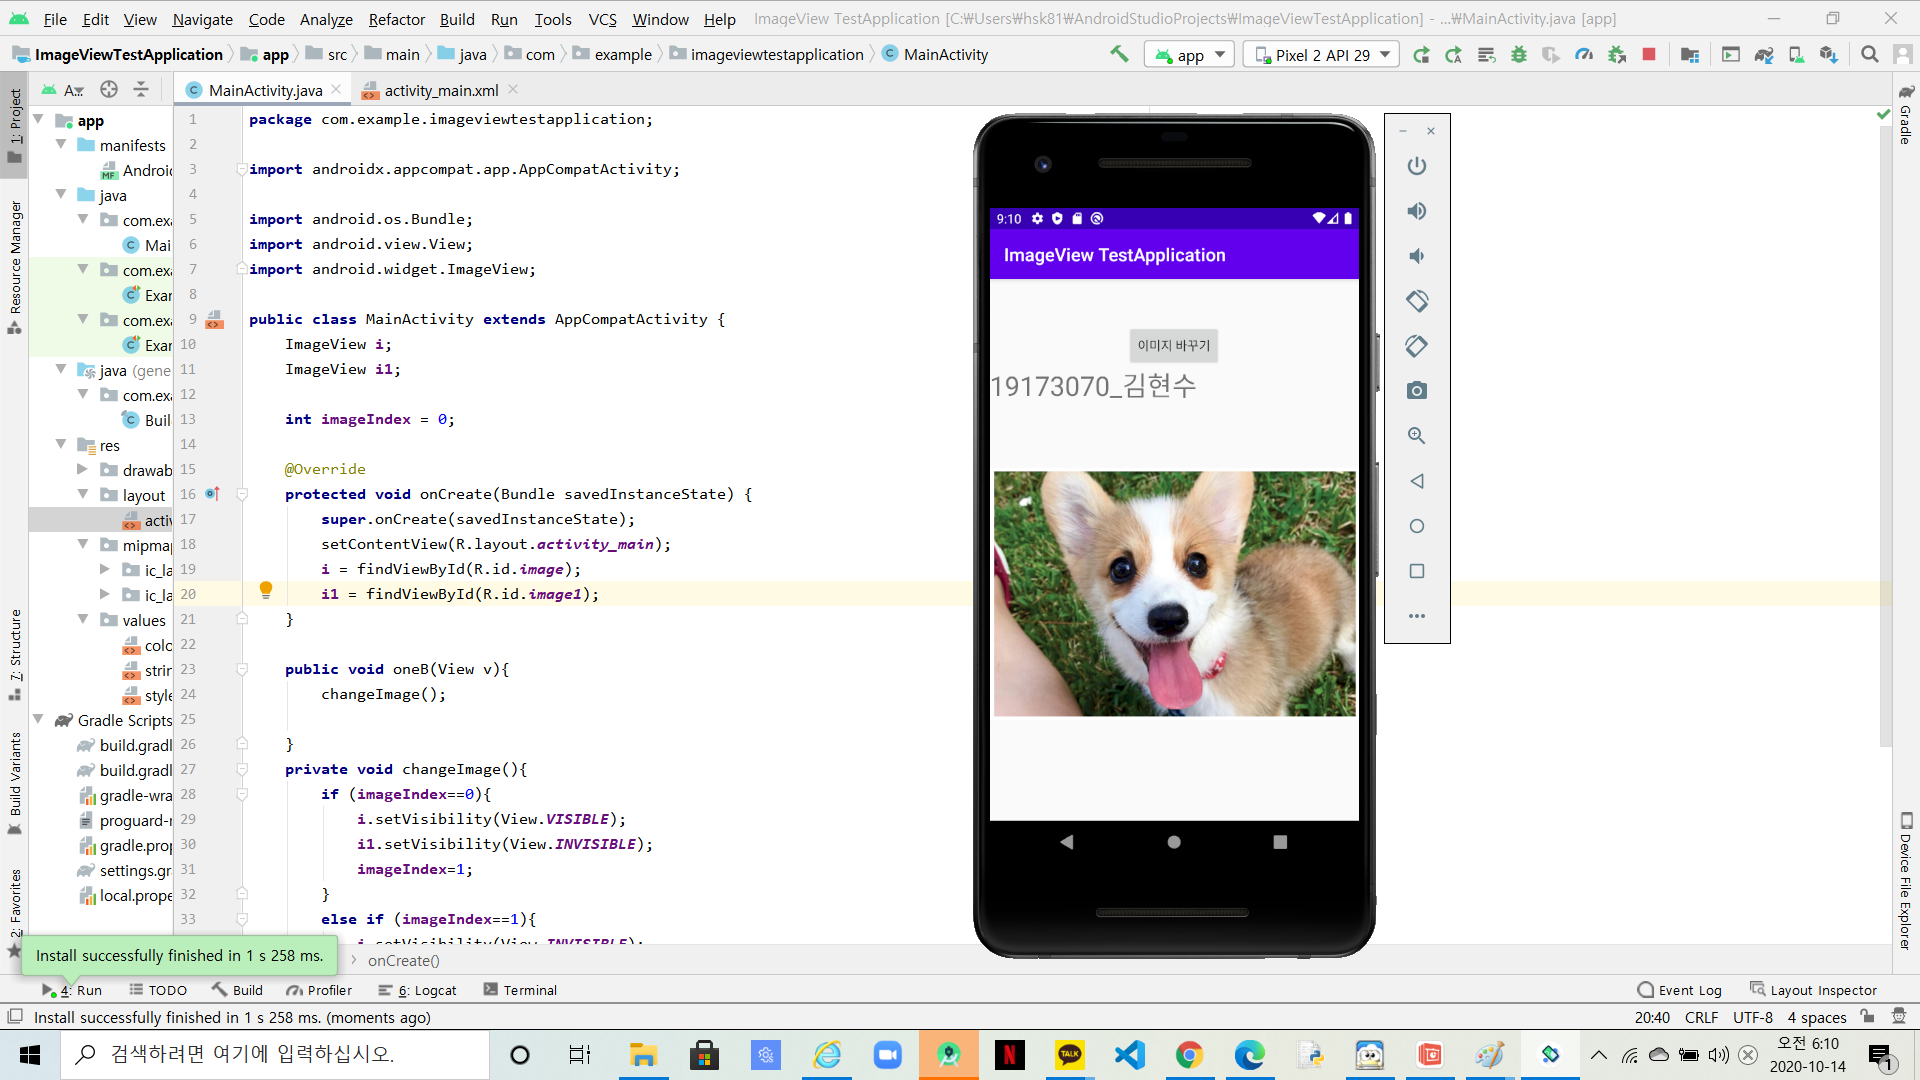 File Edit View Navigate Code Analyze Refactor Build Run Tools VCS Window Help ImageView TestApplication [C:₩Users₩hsk81₩AndroidStudioProjects₩ImageViewTestApplication] - ...₩MainActivity.java [app]
ImageViewTestApplication app src main java com example imageviewtestapplication MainActivity app Pixel 2 API 29
A... MainActivity.java activity_main.xml
1: Project
Resource Manager
7: Structure
Build Variants
2: Favorites
app
manifests
Androi
java
com.exa
Mai
com.exa
Exar
com.exa
Exar
java (gene
com.exa
Buil
res
drawab
layout
activ
mipmap
ic_la
ic_la
values
colo
strin
style
Gradle Scripts
build.gradl
build.gradl
gradle-wra
proguard-r
gradle.prop
settings.gr
local.prope
1 package com.example.imageviewtestapplication;
2
3 import androidx.appcompat.app.AppCompatActivity;
4
5 import android.os.Bundle;
6 import android.view.View;
7 import android.widget.ImageView;
8
9 public class MainActivity extends AppCompatActivity {
10 ImageView i;
11 ImageView i1;
12
13 int imageIndex = 0;
14
15 @Override
16 protected void onCreate(Bundle savedInstanceState) {
17 super.onCreate(savedInstanceState);
18 setContentView(R.layout.activity_main);
19 i = findViewById(R.id.image);
20 i1 = findViewById(R.id.image1);
21 }
22
23 public void oneB(View v){
24 changeImage();
25
26 }
27 private void changeImage(){
28 if (imageIndex==0){
29 i.setVisibility(View.VISIBLE);
30 i1.setVisibility(View.INVISIBLE);
31 imageIndex=1;
32 }
33 else if (imageIndex==1){
i.setVisibility(View.INVISIBLE);
9:10
ImageView TestApplication
이미지 바꾸기
19173070_김현수
Gradle
Device File Explorer
Install successfully finished in 1 s 258 ms.
onCreate()
4: Run TODO Build Profiler 6: Logcat Terminal Event Log Layout Inspector
Install successfully finished in 1 s 258 ms. (moments ago) 20:40 CRLF UTF-8 4 spaces
검색하려면 여기에 입력하십시오.
N
TALK
오전 6:10
2020-10-14
1